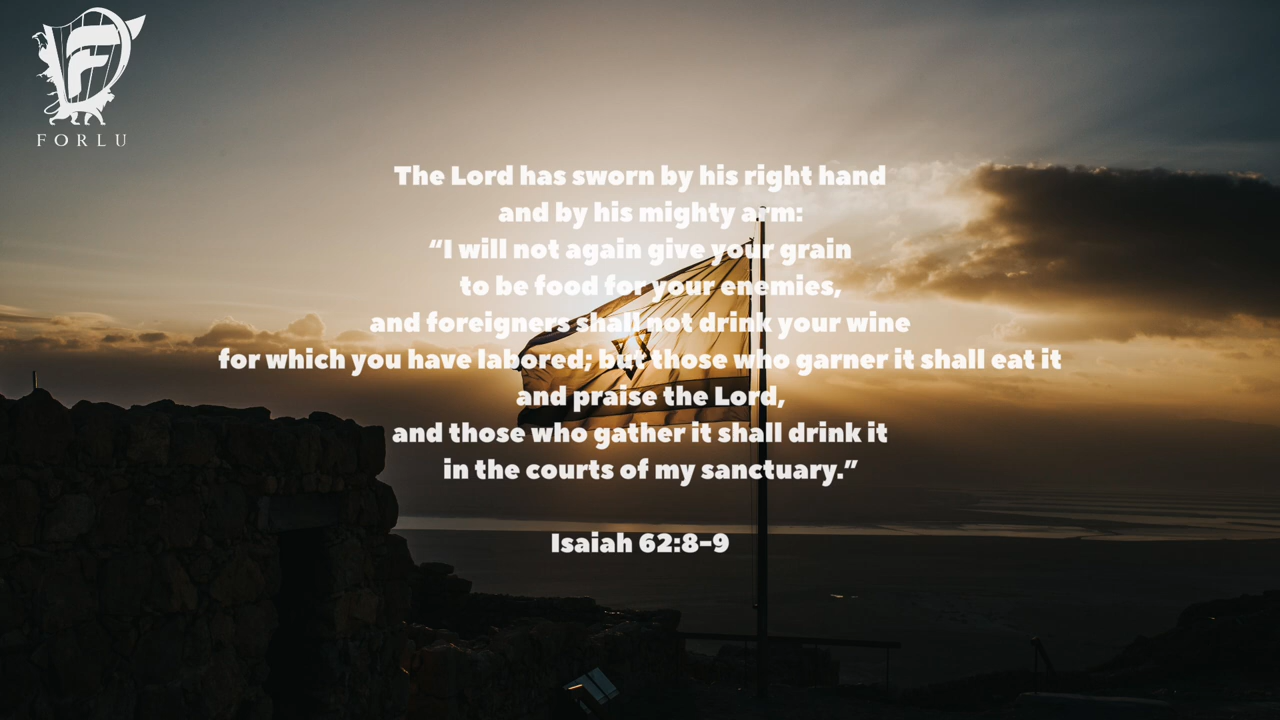 FORLU
The Lord has sworn by his right hand
and by his mighty arm:
“I will not again give your grain
to be food for your enemies,
and foreigners shall not drink your wine
for which you have labored; but those who garner it shall eat it
and praise the Lord,
and those who gather it shall drink it
in the courts of my sanctuary.”
Isaiah 62:8-9